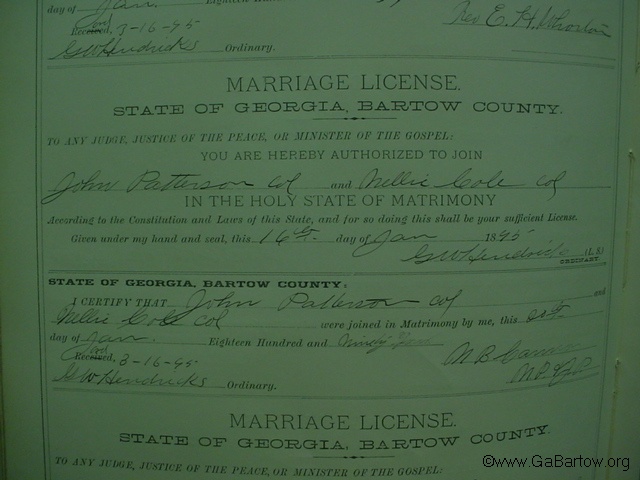 day of Jan. Eighteen Hundred
Received, 3-16-95
Rev E. H.
G W Hendricks Ordinary.
MARRIAGE LICENSE.
STATE OF GEORGIA, BARTOW COUNTY.
TO ANY JUDGE, JUSTICE OF THE PEACE, OR MINISTER OF THE GOSPEL:
YOU ARE HEREBY AUTHORIZED TO JOIN
John Patterson col and Nellie Cole col
IN THE HOLY STATE OF MATRIMONY
According to the Constitution and Laws of this State, and for so doing this shall be your sufficient License.
Given under my hand and seal, this 16th day of Jan 1895
G W Hendricks (L.S)
ORDINARY.
STATE OF GEORGIA, BARTOW COUNTY:
I CERTIFY THAT John Patterson col and
Nellie Cole col were joined in Matrimony by me, this
day of Jan. Eighteen Hundred and Ninety
Received, 3-16-95
M B
G W Hendricks Ordinary.
MARRIAGE LICENSE.
STATE OF GEORGIA, BARTOW COUNTY.
TO ANY JUDGE, JUSTICE OF THE PEACE, OR MINISTER OF THE GOSPEL:
©www.GaBartow.org